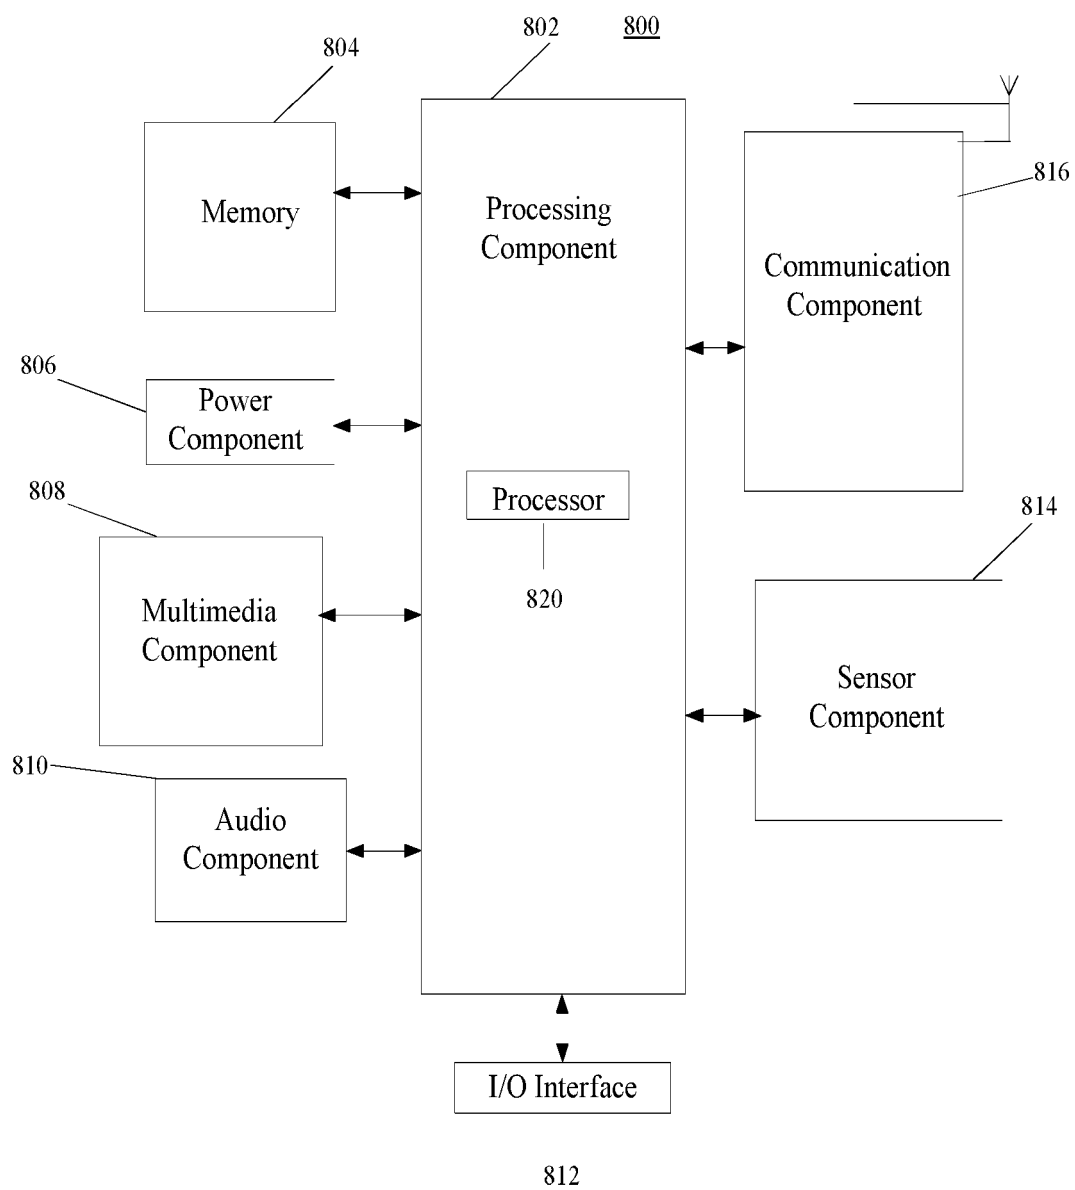 802
800
804
816
Memory
Processing
Component
Communication
Component
806
Power
Component
808
Processor
814
820
Multimedia
Component
Sensor
Component
810
Audio
Component
I/O Interface
812